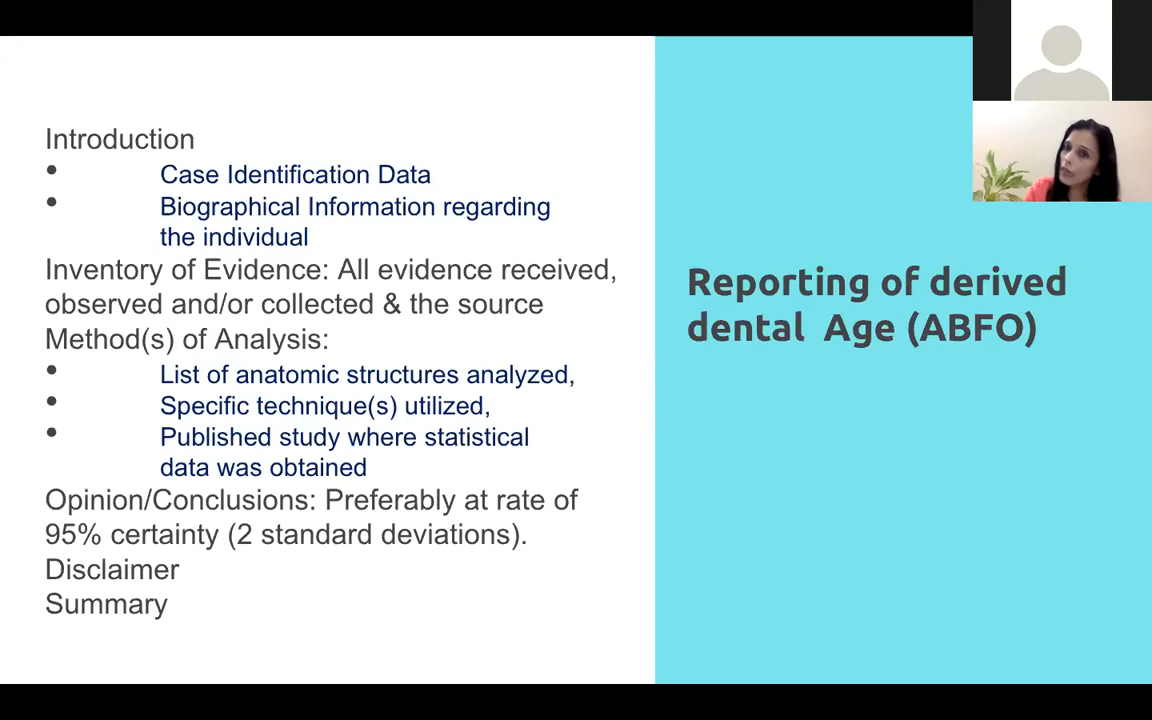 Introduction
• Case Identification Data
• Biographical Information regarding
the individual
Inventory of Evidence: All evidence received,
observed and/or collected & the source
Method(s) of Analysis:
• List of anatomic structures analyzed,
• Specific technique(s) utilized,
• Published study where statistical
data was obtained
Opinion/Conclusions: Preferably at rate of
95% certainty (2 standard deviations).
Disclaimer
Summary
Reporting of derived
dental Age (ABFO)